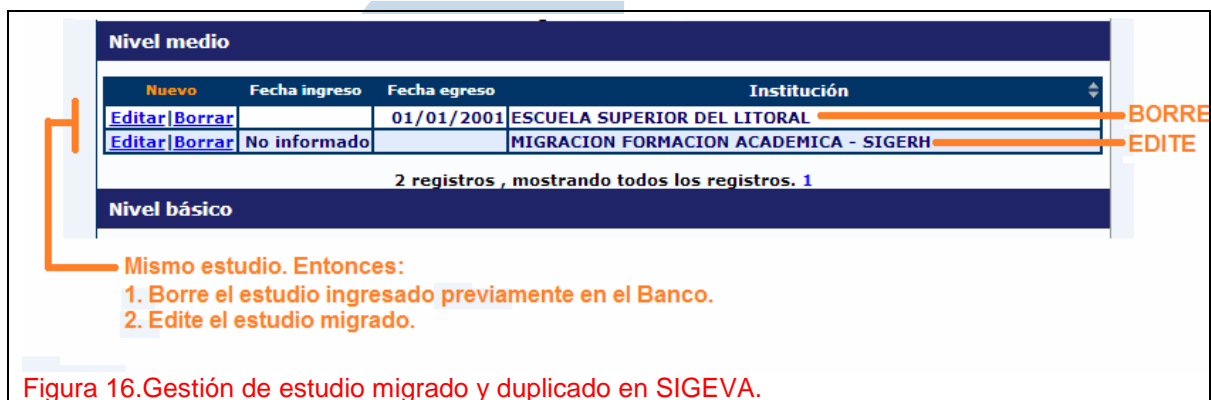 Nivel medio
Nuevo Fecha ingreso Fecha egreso Institución
Editar|Borrar 01/01/2001 ESCUELA SUPERIOR DEL LITORAL BORRE
Editar|Borrar No informado MIGRACION FORMACION ACADEMICA - SIGERH EDITE
2 registros , mostrando todos los registros. 1
Nivel básico
Mismo estudio. Entonces:
1. Borre el estudio ingresado previamente en el Banco.
2. Edite el estudio migrado.
Figura 16.Gestión de estudio migrado y duplicado en SIGEVA.